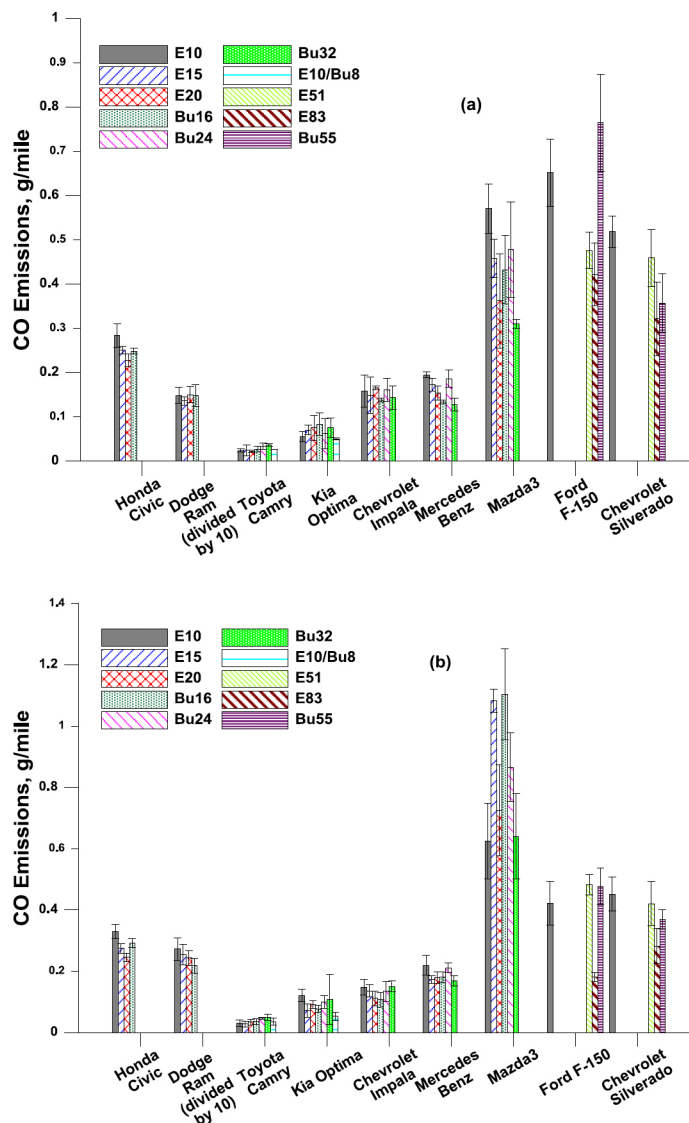 1
0.9
0.8
0.7
0.6
0.5
0.4
0.3
0.2
0.1
0
CO Emissions, g/mile
E10
E15
E20
Bu16
Bu24
Bu32
E10/Bu8
E51
E83
Bu55
(a)
Honda
Civic
Dodge
Ram
(divided
by 10)
Toyota
Camry
Kia
Optima
Chevrolet
Impala
Mercedes
Benz
Mazda3
Ford
F-150
Chevrolet
Silverado
1.4
1.2
1
0.8
0.6
0.4
0.2
0
CO Emissions, g/mile
E10
E15
E20
Bu16
Bu24
Bu32
E10/Bu8
E51
E83
Bu55
(b)
Honda
Civic
Dodge
Ram
(divided
by 10)
Toyota
Camry
Kia Optima
Chevrolet
Impala
Mercedes
Benz
Mazda3
Ford F-150
Chevrolet
Silverado